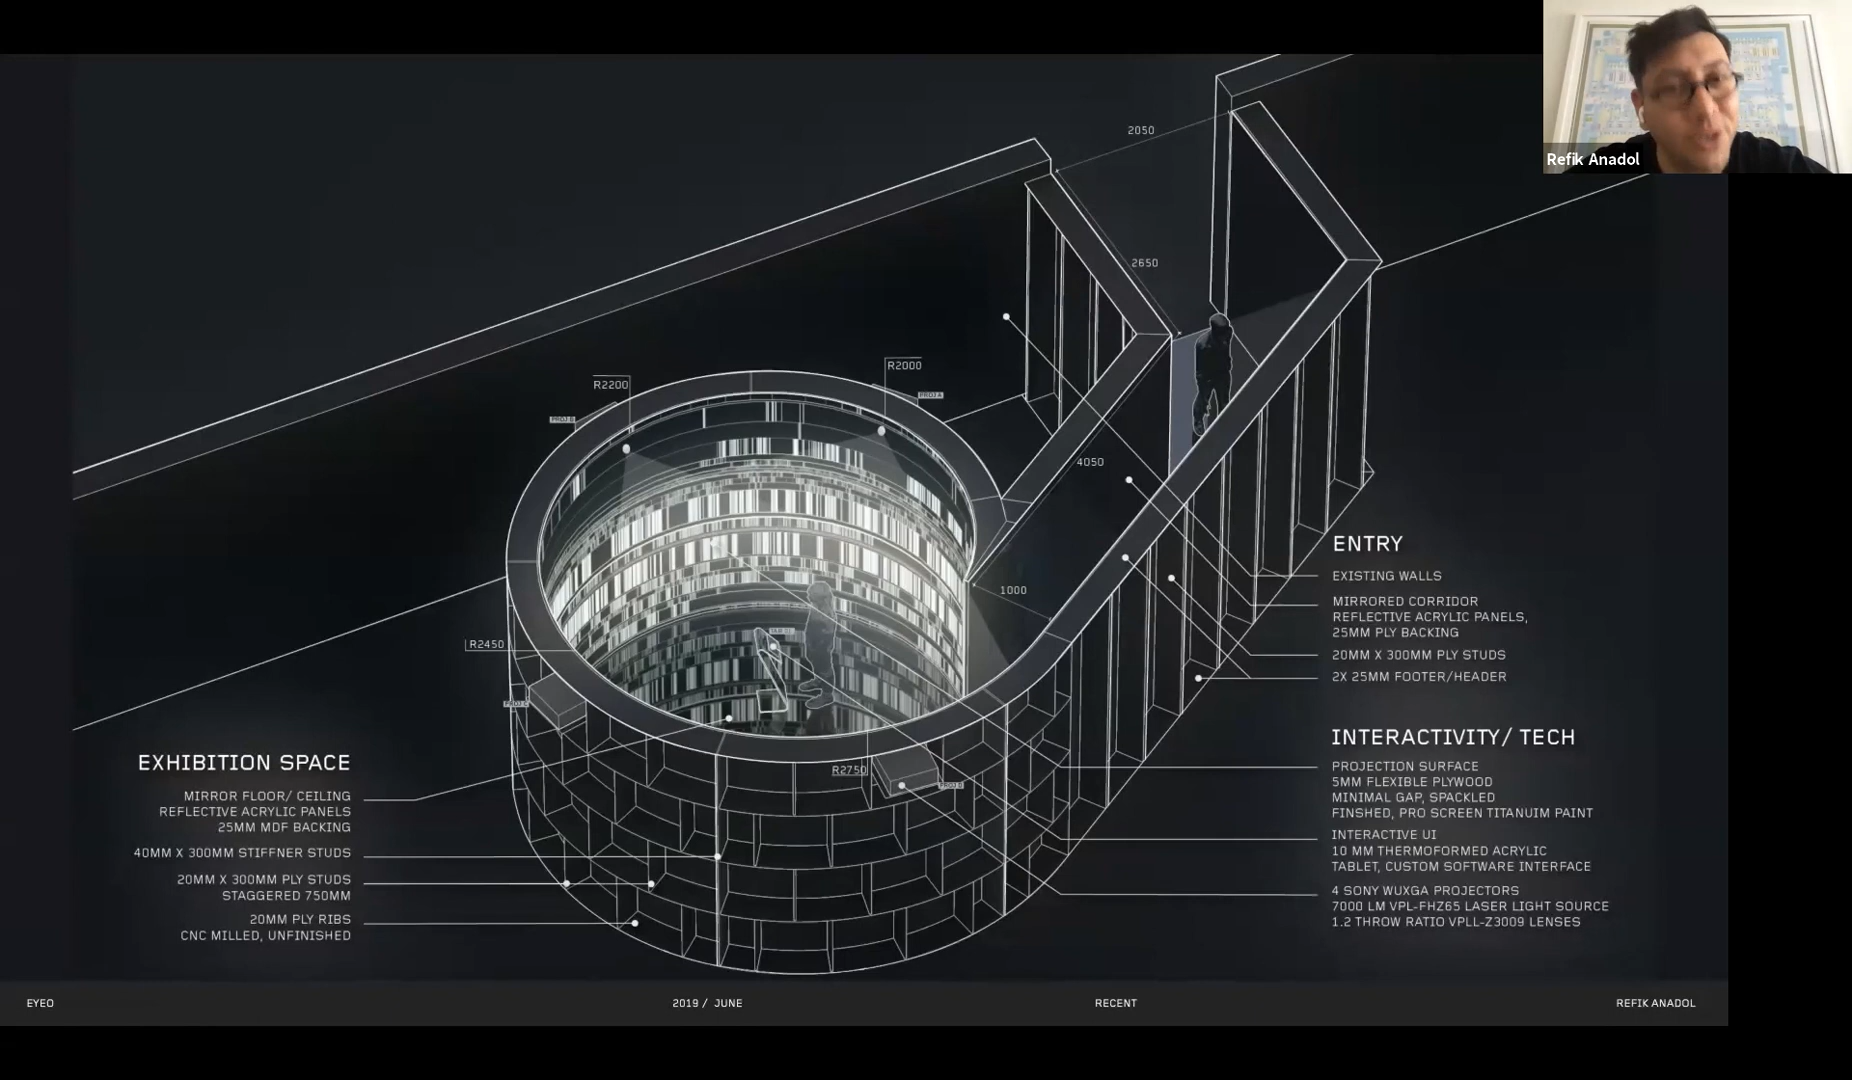 Refik Anadol
2050
2650
R2000
R2200
PROJ A
4050
1000
R2450
R2750
ENTRY
EXISTING WALLS
MIRRORED CORRIDOR
REFLECTIVE ACRYLIC PANELS,
25MM PLY BACKING
20MM X 300MM PLY STUDS
2X 25MM FOOTER/HEADER
INTERACTIVITY/ TECH
PROJECTION SURFACE
5MM FLEXIBLE PLYWOOD
MINIMAL GAP, SPACKLED
FINSHED, PRO SCREEN TITANUIM PAINT
INTERACTIVE UI
10 MM THERMOFORMED ACRYLIC
TABLET, CUSTOM SOFTWARE INTERFACE
4 SONY WUXGA PROJECTORS
7000 LM VPL-FHZ65 LASER LIGHT SOURCE
1.2 THROW RATIO VPLL-Z3009 LENSES
EXHIBITION SPACE
MIRROR FLOOR/ CEILING
REFLECTIVE ACRYLIC PANELS
25MM MDF BACKING
40MM X 300MM STIFFNER STUDS
20MM X 300MM PLY STUDS
STAGGERED 750MM
20MM PLY RIBS
CNC MILLED, UNFINISHED
EYEO
2019 / JUNE
RECENT
REFIK ANADOL